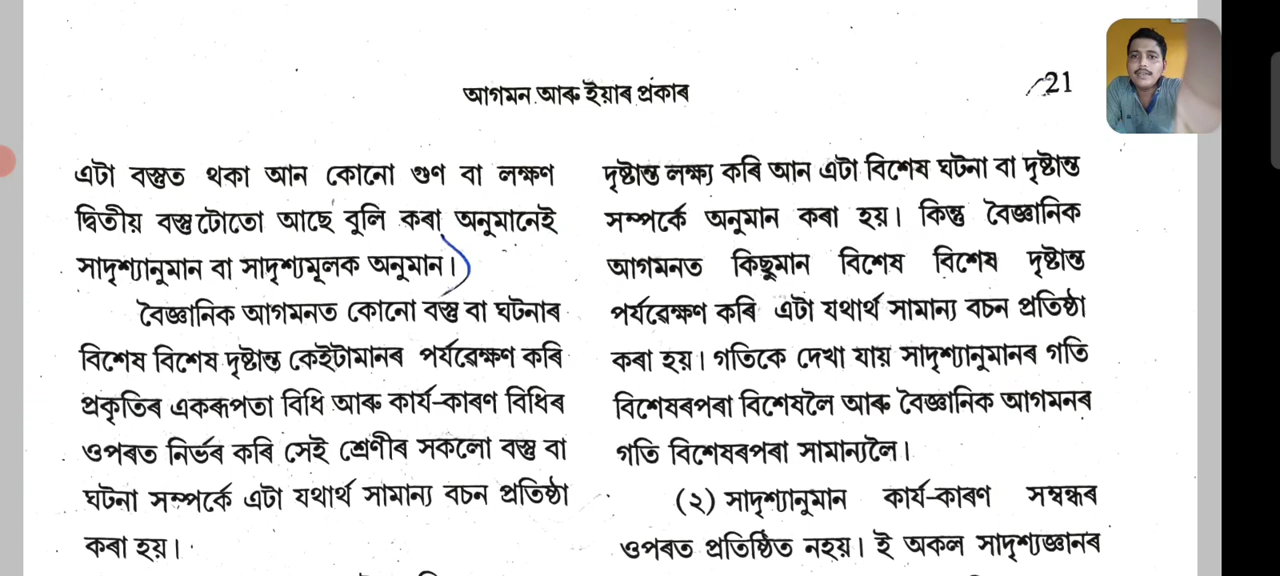 আগমন আৰু ইয়াৰ প্ৰকাৰ
21
এটা বস্তুত থকা আন কোনো গুণ বা লক্ষণ
দ্বিতীয় বস্তুটোতো আছে বুলি কৰা অনুমানেই
সাদৃশ্যানুমান বা সাদৃশ্যমূলক অনুমান।
বৈজ্ঞানিক আগমনত কোনো বস্তু বা ঘটনাৰ
বিশেষ বিশেষ দৃষ্টান্ত কেইটামানৰ পৰ্যৱেক্ষণ কৰি
প্ৰকৃতিৰ একৰূপতা বিধি আৰু কাৰ্য-কাৰণ বিধিৰ
ওপৰত নিৰ্ভৰ কৰি সেই শ্ৰেণীৰ সকলো বস্তু বা
ঘটনা সম্পৰ্কে এটা যথাৰ্থ সামান্য বচন প্ৰতিষ্ঠা
কৰা হয়।
দৃষ্টান্ত লক্ষ্য কৰি আন এটা বিশেষ ঘটনা বা দৃষ্টান্ত
সম্পৰ্কে অনুমান কৰা হয়। কিন্তু বৈজ্ঞানিক
আগমনত কিছুমান বিশেষ বিশেষ দৃষ্টান্ত
পৰ্যৱেক্ষণ কৰি এটা যথাৰ্থ সামান্য বচন প্ৰতিষ্ঠা
কৰা হয়। গতিকে দেখা যায় সাদৃশ্যানুমানৰ গতি
বিশেষৰপৰা বিশেষলৈ আৰু বৈজ্ঞানিক আগমনৰ
গতি বিশেষৰপৰা সামান্যলৈ।
(২) সাদৃশ্যানুমান কাৰ্য-কাৰণ সম্বন্ধৰ
ওপৰত প্ৰতিষ্ঠিত নহয়। ই অকল সাদৃশ্যজ্ঞানৰ